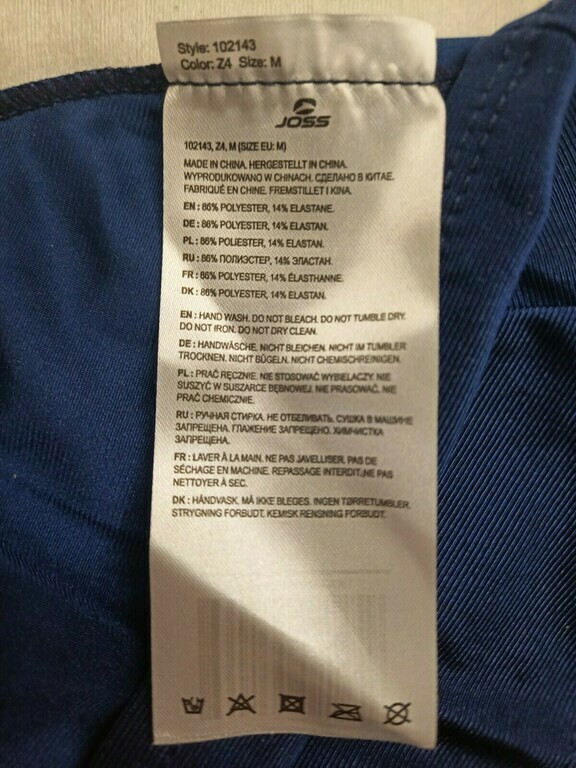 Style: 102143
Color: Z4 Size: M
JOSS
102143, Z4, M (SIZE EU: M)
MADE IN CHINA. HERGESTELLT IN CHINA.
WYPRODUKOWANO W CHINACH. СДЕЛАНО В КИТАЕ.
FABRIQUÉ EN CHINE. FREMSTILLET I KINA.
EN : 86% POLYESTER, 14% ELASTANE.
DE : 86% POLYESTER, 14% ELASTAN.
PL : 86% POLIESTER, 14% ELASTAN.
RU : 86% ПОЛИЭСТЕР, 14% ЭЛАСТАН.
FR : 86% POLYESTER, 14% ÉLASTHANNE.
DK : 86% POLYESTER, 14% ELASTAN.
EN : HAND WASH. DO NOT BLEACH. DO NOT TUMBLE DRY.
DO NOT IRON. DO NOT DRY CLEAN.
DE : HANDWÄSCHE. NICHT BLEICHEN. NICHT IM TUMBLER
TROCKNEN. NICHT BÜGELN. NICHT CHEMISCHREINIGEN.
PL : PRAĆ RĘCZNIE. NIE STOSOWAĆ WYBIELACZY. NIE
SUSZYĆ W SUSZARCE BĘBNOWEJ. NIE PRASOWAĆ. NIE
PRAĆ CHEMICZNIE.
RU : РУЧНАЯ СТИРКА. НЕ ОТБЕЛИВАТЬ. СУШКА В МАШИНЕ
ЗАПРЕЩЕНА. ГЛАЖЕНИЕ ЗАПРЕЩЕНО. ХИМЧИСТКА
ЗАПРЕЩЕНА.
FR : LAVER À LA MAIN. NE PAS JAVELLISER. PAS DE
SÉCHAGE EN MACHINE. REPASSAGE INTERDIT.;NE PAS
NETTOYER À SEC.
DK : HÅNDVASK. MÅ IKKE BLEGES. INGEN TØRRETUMBLER.
STRYGNING FORBUDT. KEMISK RENSNING FORBUDT.